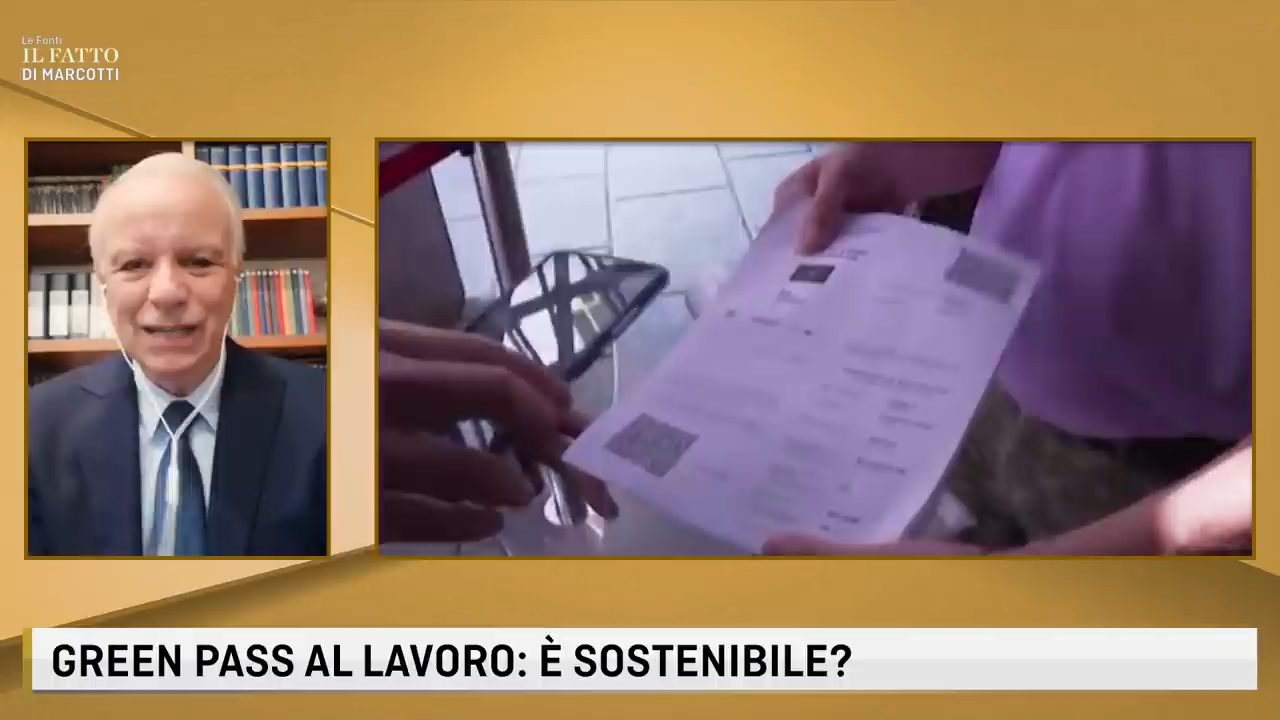 Le Fonti
IL FATTO
DI MARCOTTI
GREEN PASS AL LAVORO: È SOSTENIBILE?